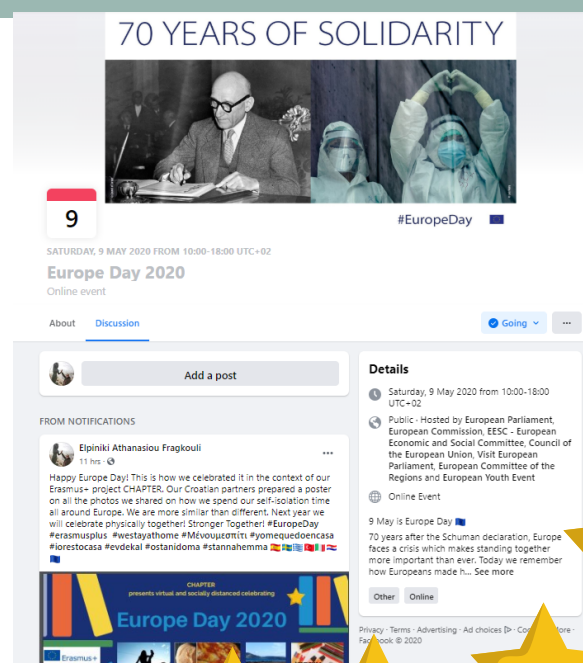 70 YEARS OF SOLIDARITY
#EuropeDay
9
SATURDAY, 9 MAY 2020 FROM 10:00-18:00 UTC+02
Europe Day 2020
Online event
About Discussion
Going
Add a post
FROM NOTIFICATIONS
Elpiniki Athanasiou Fragkouli
11 hrs ·
Happy Europe Day! This is how we celebrated it in the context of our
Erasmus+ project CHAPTER. Our Croatian partners prepared a poster
on all the photos we shared on how we spend our self-isolation time
all around Europe. We are more similar than different. Next year we
will celebrate physically together! Stronger Together! #EuropeDay
#erasmusplus #westayathome #Μένουμεσπίτι #yomequedoencasa
#iorestocasa #evdekal #ostanidoma #stannahemma
CHAPTER
presents virtual and socially distanced celebrating
Europe Day 2020
Erasmus+
Details
Saturday, 9 May 2020 from 10:00-18:00
UTC+02
Public · Hosted by European Parliament,
European Commission, EESC - European
Economic and Social Committee, Council of
the European Union, Visit European
Parliament, European Committee of the
Regions and European Youth Event
Online Event
9 May is Europe Day
70 years after the Schuman declaration, Europe
faces a crisis which makes standing together
more important than ever. Today we remember
how Europeans made h... See more
Other Online
Privacy · Terms · Advertising · Ad choices
© 2020